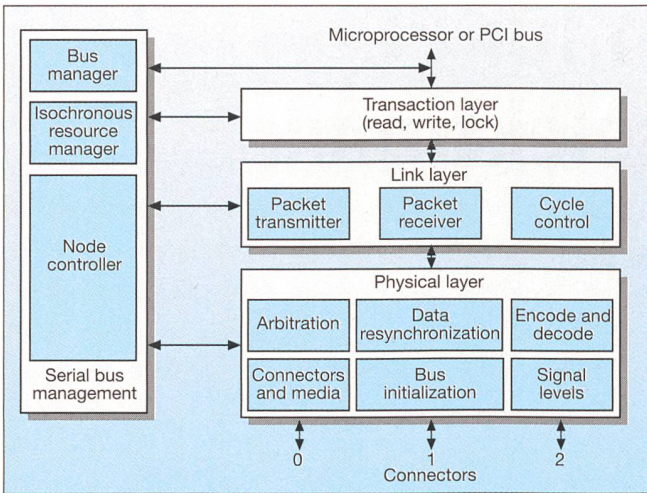 Microprocessor or PCI bus
Bus
manager
Isochronous
resource
manager
Node
controller
Serial bus
management
Transaction layer
(read, write, lock)
Link layer
Packet
transmitter
Packet
receiver
Cycle
control
Physical layer
Arbitration
Data
resynchronization
Encode and
decode
Connectors
and media
Bus
initialization
Signal
levels
0 1 2
Connectors